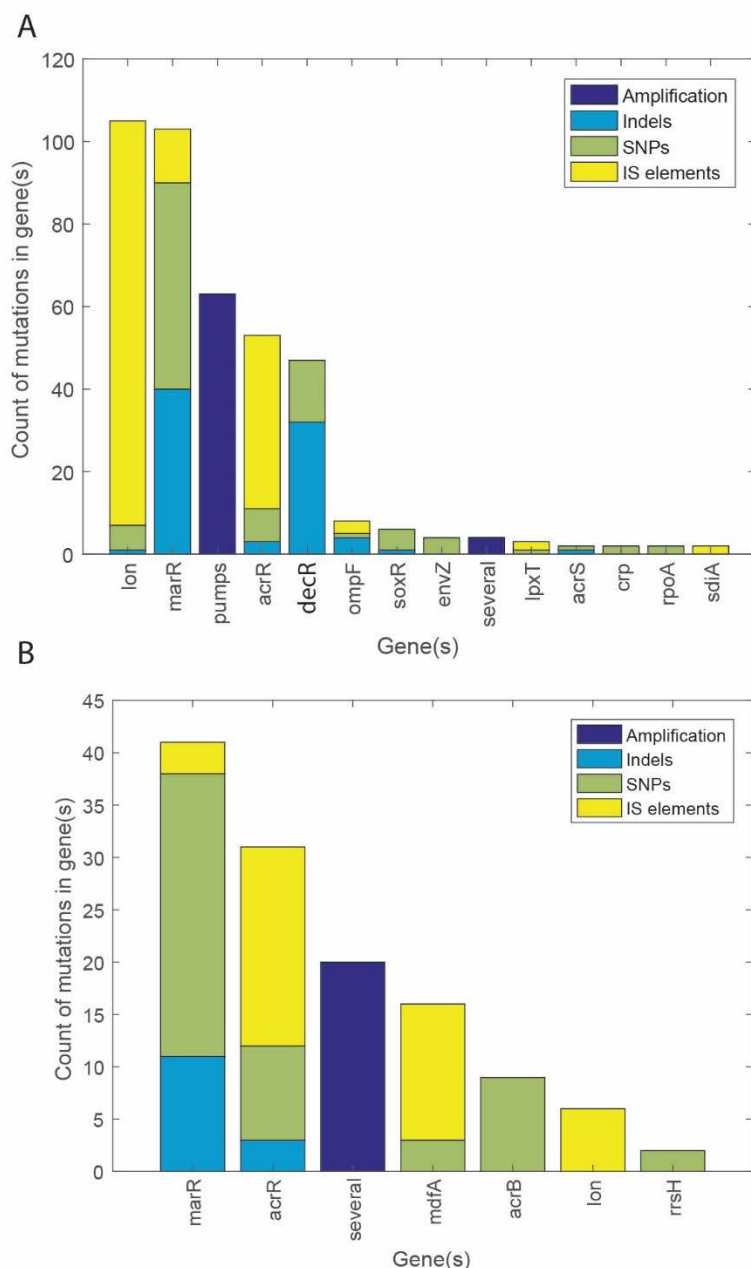 A
Count of mutations in gene(s)
120
100
80
60
40
20
0
Amplification
Indels
SNPs
IS elements
lon
marR
pumps
acrR
decR
ompF
soxR
envZ
several
lpxT
acrS
crp
rpoA
sdiA
Gene(s)
B
Count of mutations in gene(s)
45
40
35
30
25
20
15
10
5
0
Amplification
Indels
SNPs
IS elements
marR
acrR
several
mdfA
acrB
lon
rrsH
Gene(s)